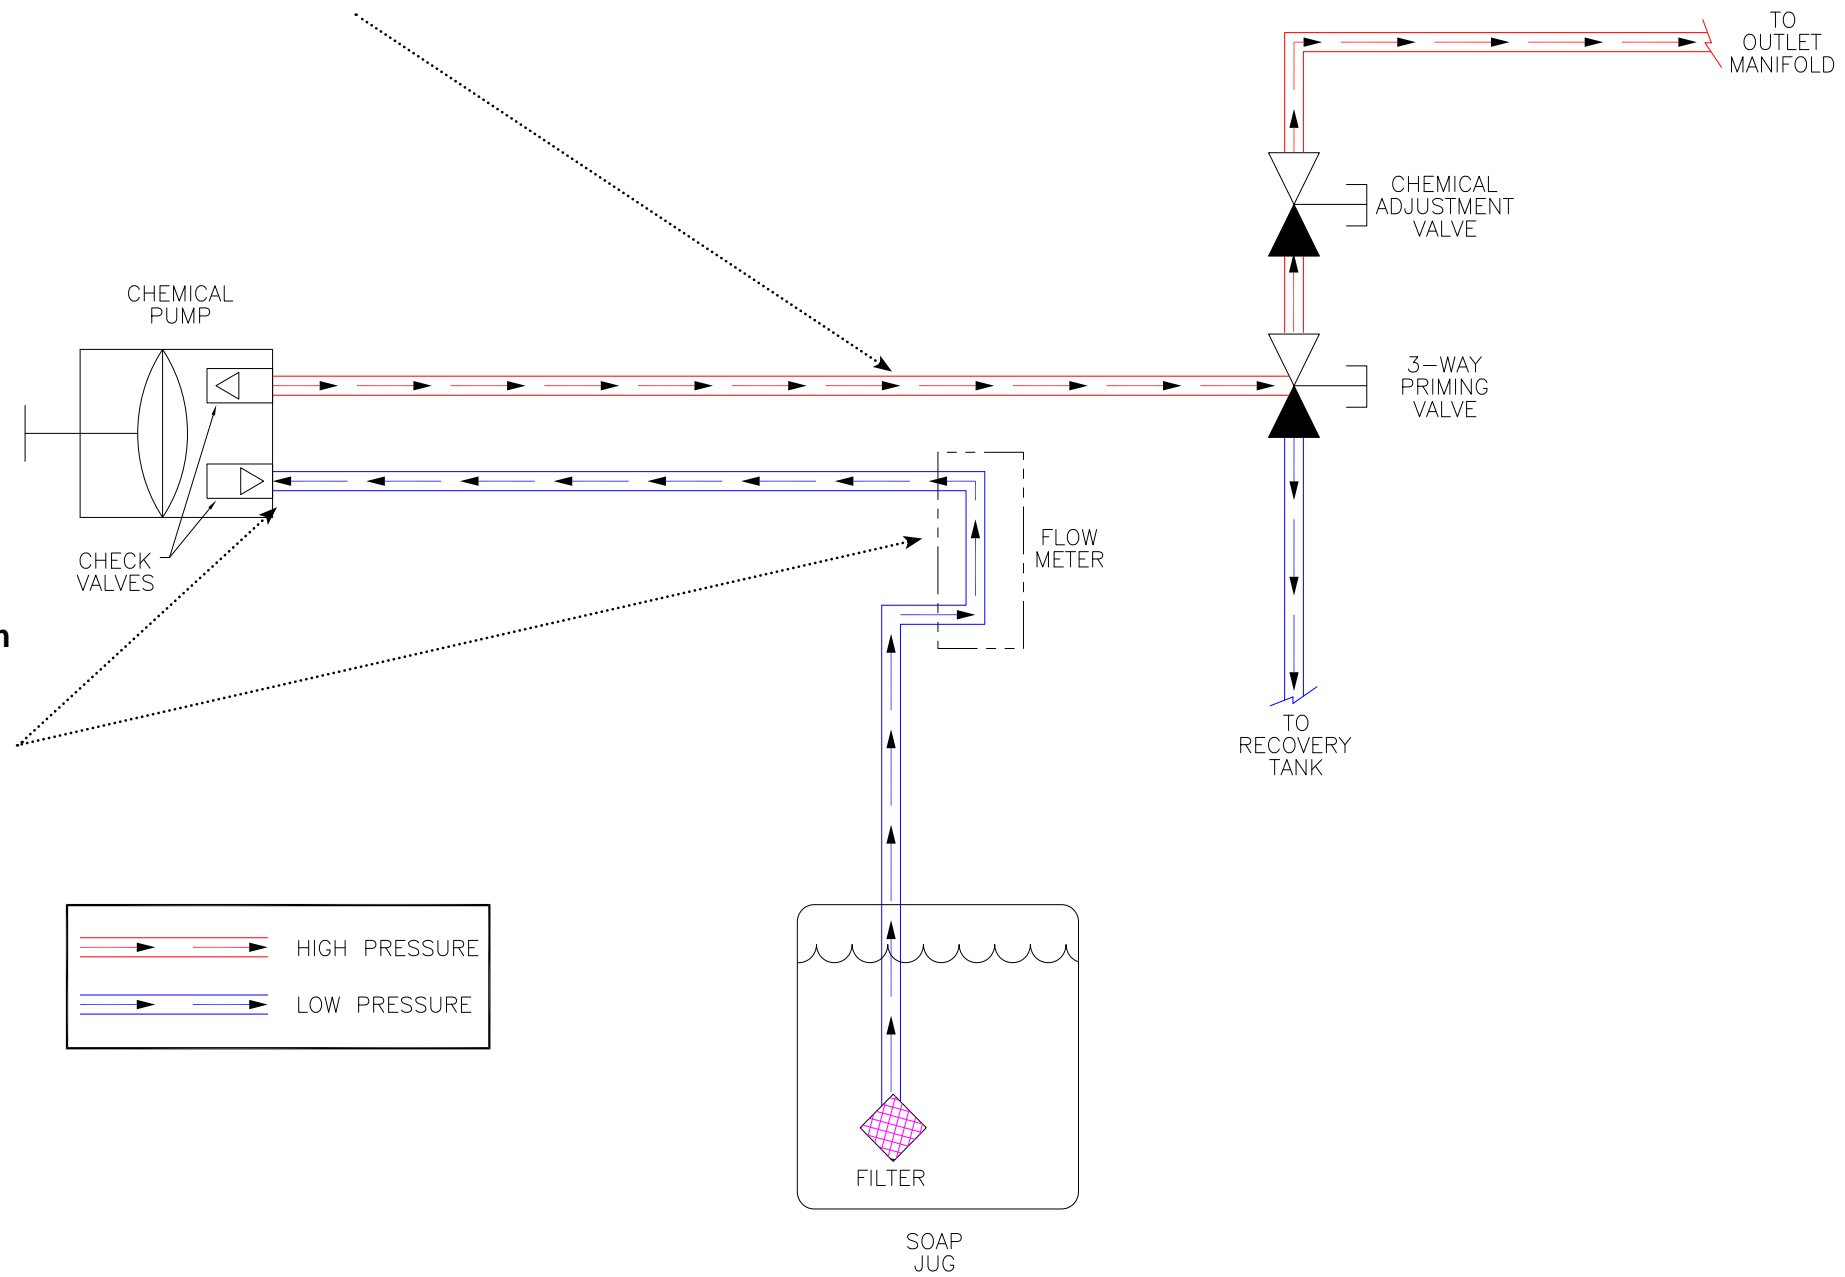 TO
OUTLET
MANIFOLD
CHEMICAL
ADJUSTMENT
VALVE
CHEMICAL
PUMP
3-WAY
PRIMING
VALVE
FLOW
METER
CHECK
VALVES
n
TO
RECOVERY
TANK
HIGH PRESSURE
LOW PRESSURE
FILTER
SOAP
JUG